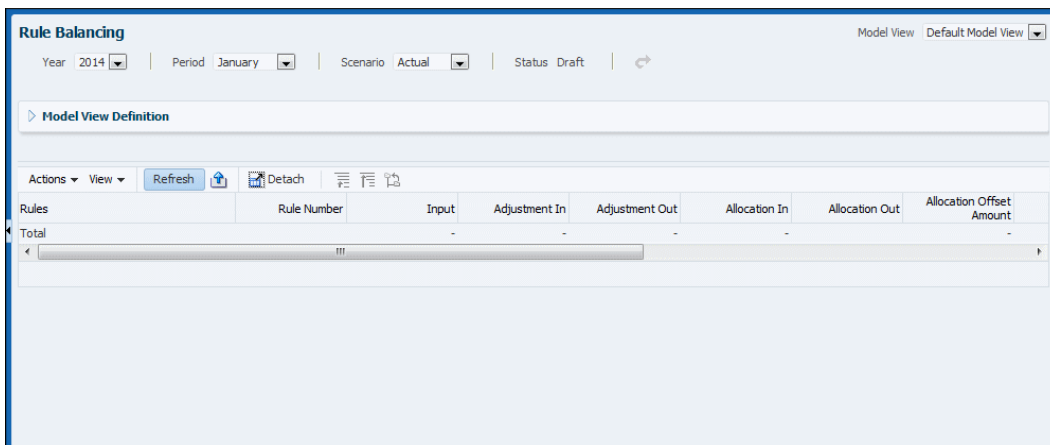 Rule Balancing
Model View Default Model View
Year 2014 Period January Scenario Actual Status Draft
Model View Definition
Actions View Refresh Detach
Rules Rule Number Input Adjustment In Adjustment Out Allocation In Allocation Out Allocation Offset Amount
Total - - - - -